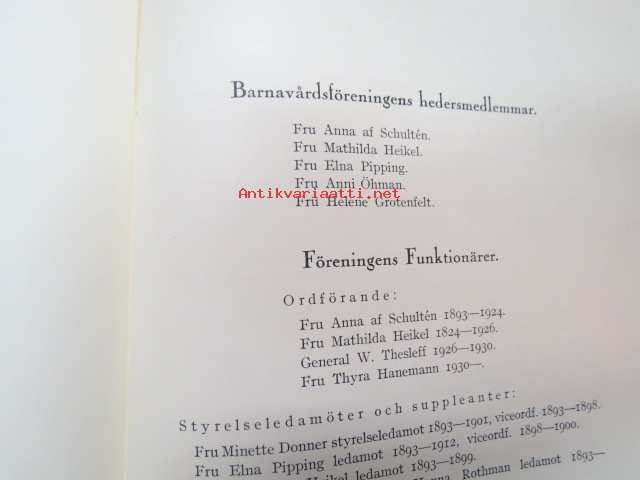 Barnavårdsföreningens hedersmedlemmar.
Fru Anna af Schultén.
Fru Mathilda Heikel.
Fru Elna Pipping.
Fru Anni Öhman.
Antikvariaatti.net
Fru Helene Grotenfelt.
Föreningens Funktionärer.
Ordförande:
Fru Anna af Schultén 1893—1924.
Fru Mathilda Heikel 1824—1926.
General W. Thesleff 1926—1930.
Fru Thyra Hanemann 1930—.
Styrelseledamöter och suppleanter:
Fru Minette Donner styrelseledamot 1893—1901, viceordf. 1893—1898.
Fru Elna Pipping ledamot 1893—1912, viceordf. 1898—1900.
Heikel ledamot 1893—1899.
Rothman ledamot 1893—